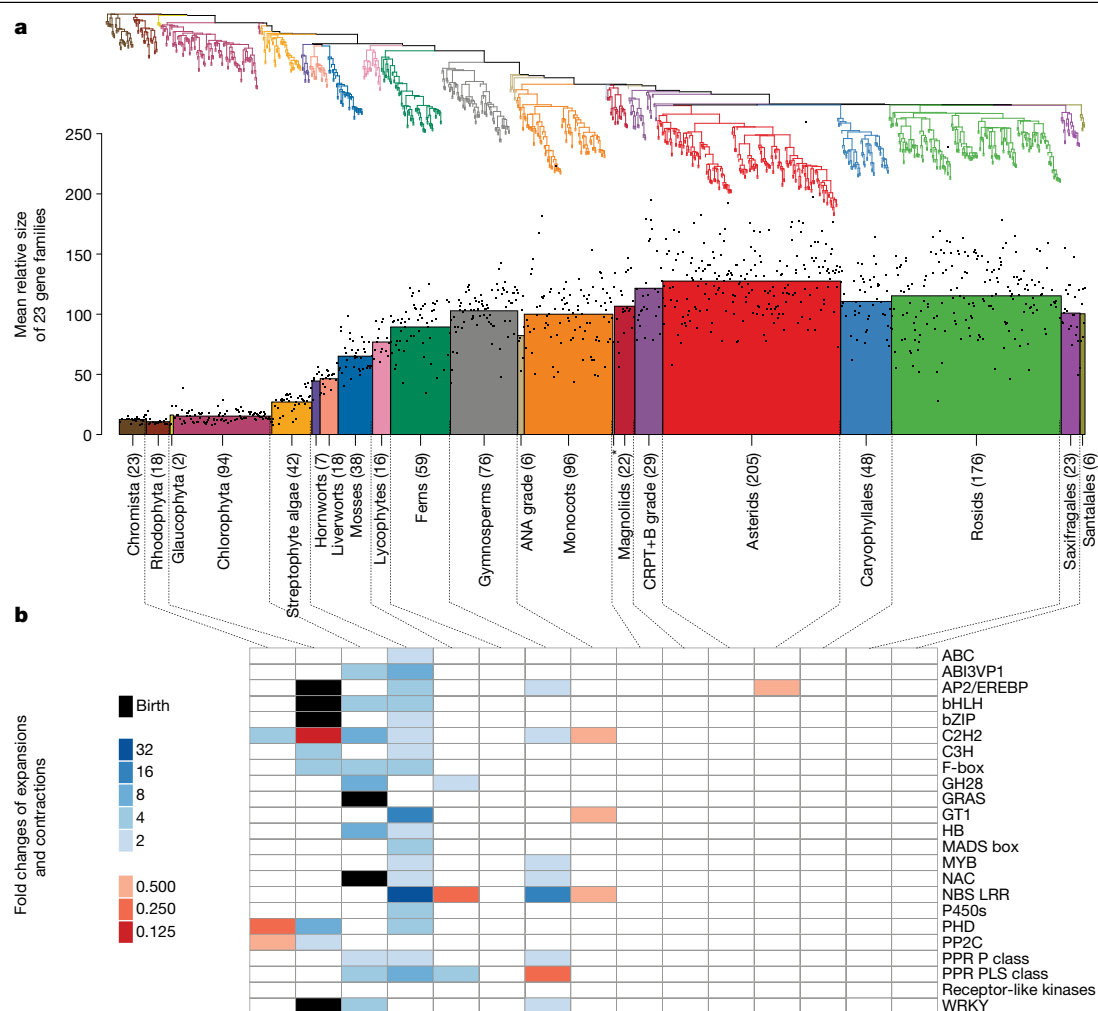 a
Mean relative size
of 23 gene families
250
200
150
100
50
0
*
Chromista (23)
Rhodophyta (18)
Glaucophyta (2)
Chlorophyta (94)
Streptophyte algae (42)
Hornworts (7)
Liverworts (18)
Mosses (38)
Lycophytes (16)
Ferns (59)
Gymnosperms (76)
ANA grade (6)
Monocots (96)
Magnoliids (22)
CRPT+B grade (29)
Asterids (205)
Caryophyllales (48)
Rosids (176)
Saxifragales (23)
Santalales (6)
b
Fold changes of expansions
and contractions
Birth
32
16
8
4
2
0.500
0.250
0.125
ABC
ABI3VP1
AP2/EREBP
bHLH
bZIP
C2H2
C3H
F-box
GH28
GRAS
GT1
HB
MADS box
MYB
NAC
NBS LRR
P450s
PHD
PP2C
PPR P class
PPR PLS class
Receptor-like kinases
WRKY